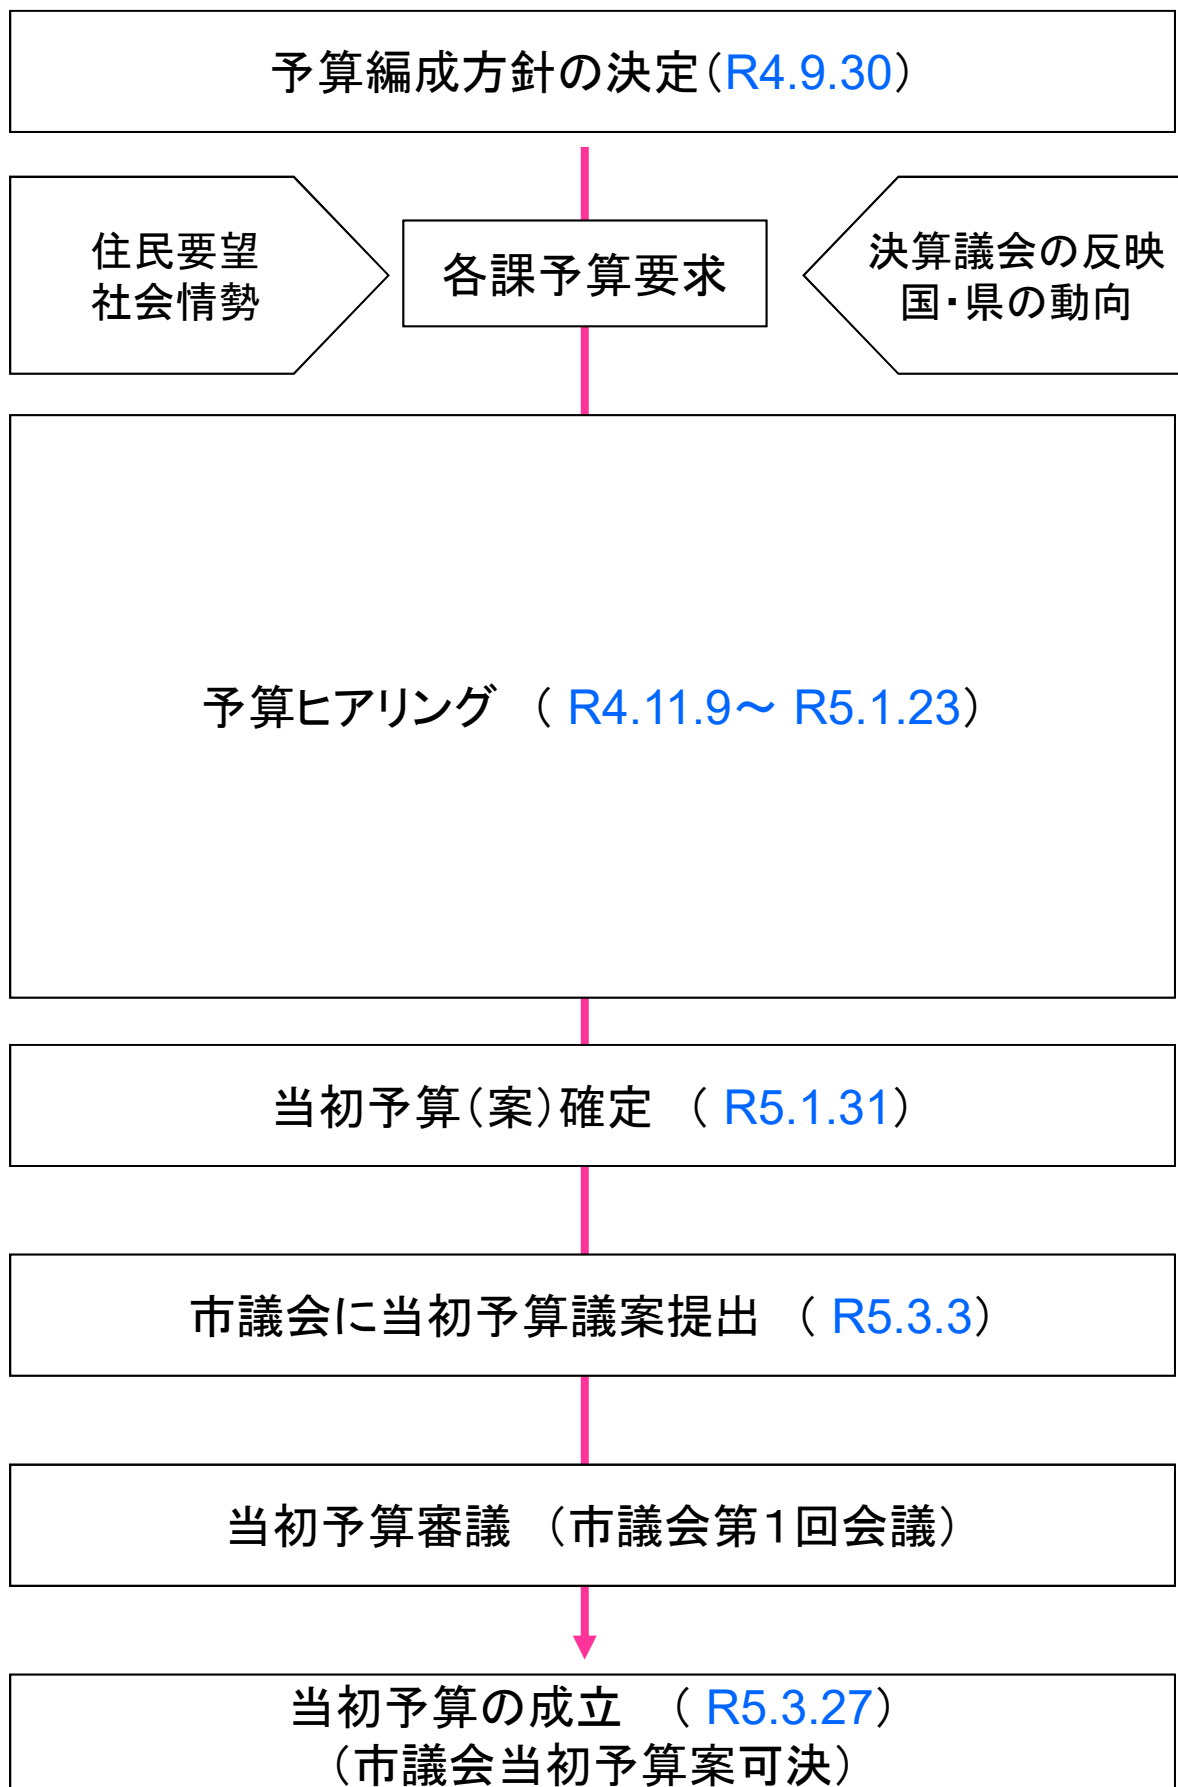 予算編成方針の決定（R4.9.30）
住民要望
社会情勢
各課予算要求
決算議会の反映
国・県の動向
予算ヒアリング （ R4.11.9～ R5.1.23）
当初予算（案）確定 （ R5.1.31）
市議会に当初予算議案提出 （ R5.3.3）
当初予算審議 （市議会第１回会議）
当初予算の成立 （ R5.3.27）
（市議会当初予算案可決）